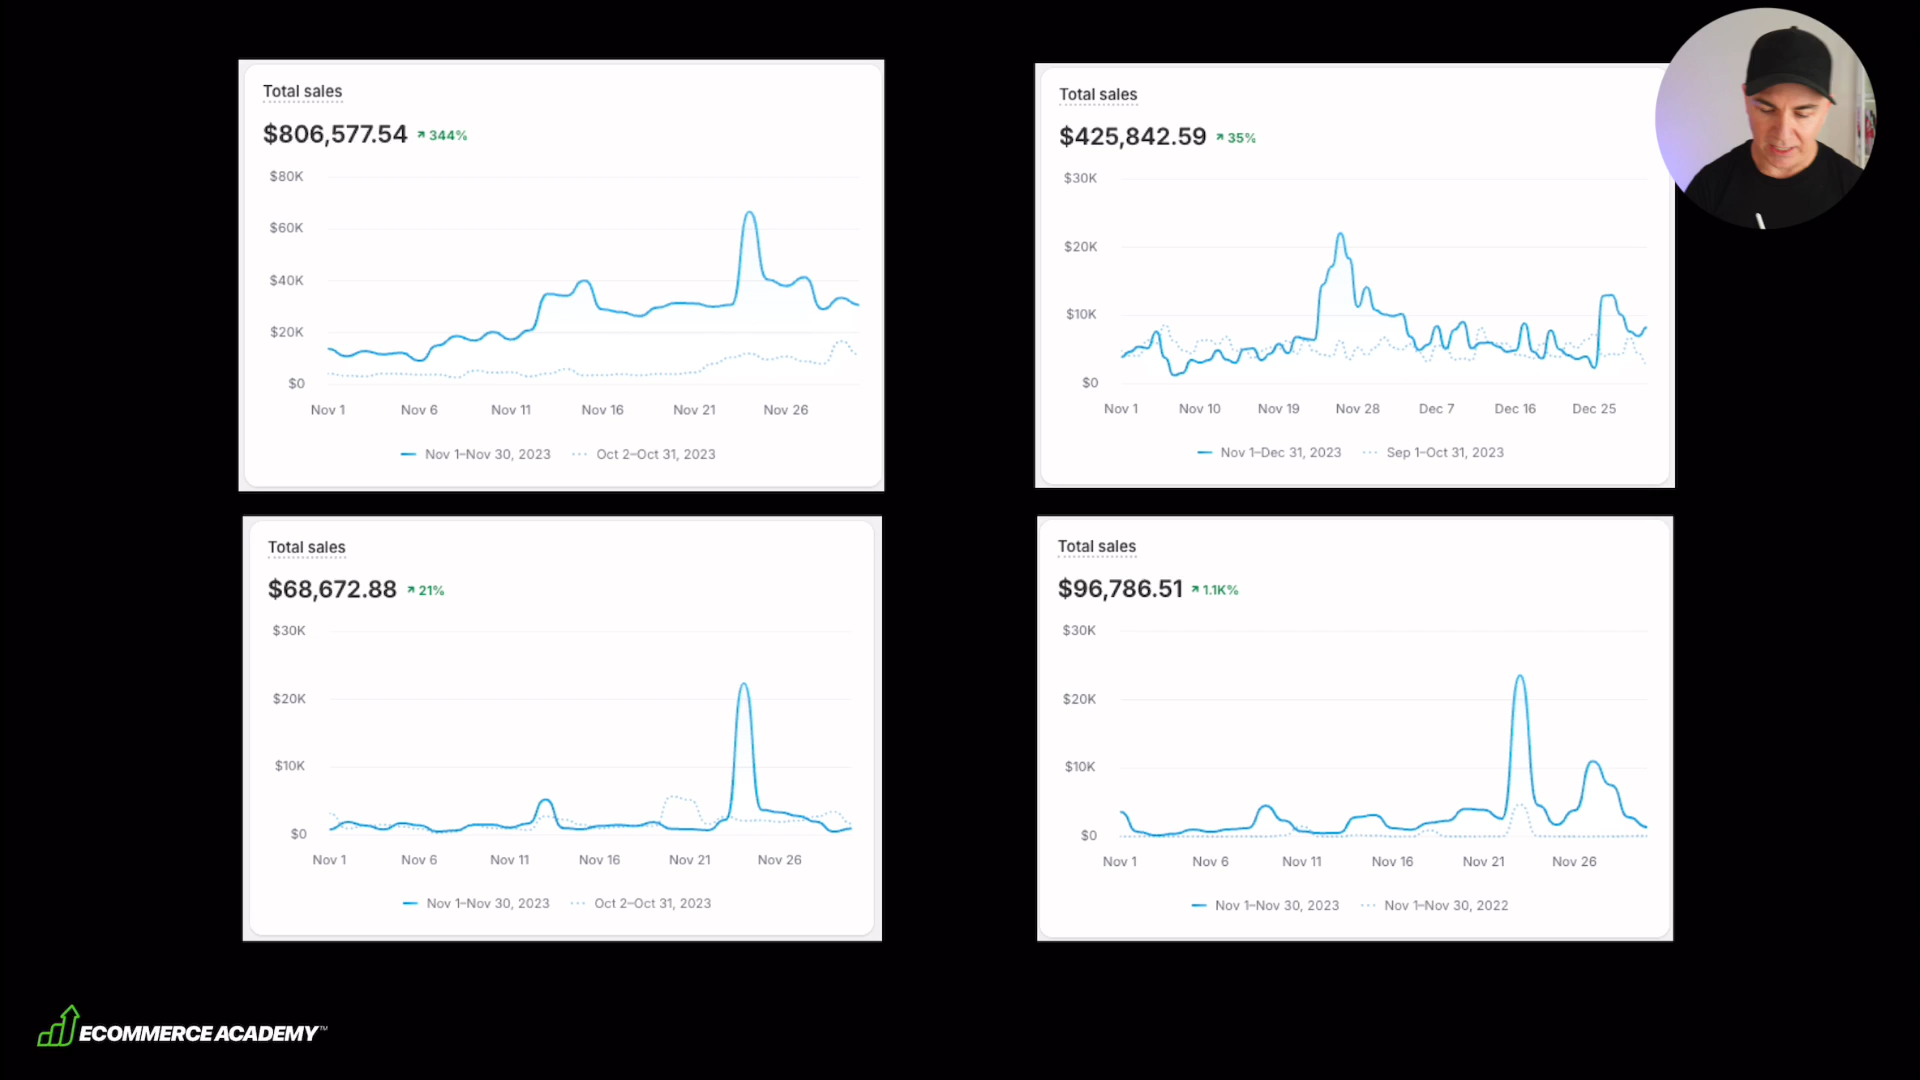 Total sales
$806,577.54 ↗ 344%
$80K
$60K
$40K
$20K
$0
Nov 1 Nov 6 Nov 11 Nov 16 Nov 21 Nov 26
Nov 1–Nov 30, 2023 Oct 2–Oct 31, 2023
Total sales
$425,842.59 ↗ 35%
$30K
$20K
$10K
$0
Nov 1 Nov 10 Nov 19 Nov 28 Dec 7 Dec 16 Dec 25
Nov 1–Dec 31, 2023 Sep 1–Oct 31, 2023
Total sales
$68,672.88 ↗ 21%
$30K
$20K
$10K
$0
Nov 1 Nov 6 Nov 11 Nov 16 Nov 21 Nov 26
Nov 1–Nov 30, 2023 Oct 2–Oct 31, 2023
Total sales
$96,786.51 ↗ 1.1K%
$30K
$20K
$10K
$0
Nov 1 Nov 6 Nov 11 Nov 16 Nov 21 Nov 26
Nov 1–Nov 30, 2023 Nov 1–Nov 30, 2022
ECOMMERCE ACADEMY™